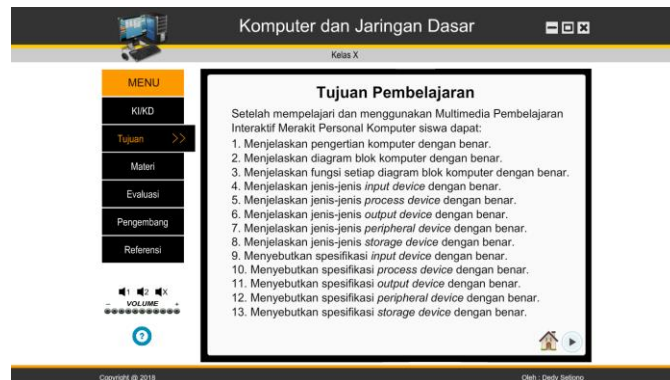 Komputer dan Jaringan Dasar
Kelas X
MENU
KI/KD
Tujuan >>
Materi
Evaluasi
Pengembang
Referensi
1 2 X
- VOLUME +
?
Tujuan Pembelajaran
Setelah mempelajari dan menggunakan Multimedia Pembelajaran
Interaktif Merakit Personal Komputer siswa dapat:
1. Menjelaskan pengertian komputer dengan benar.
2. Menjelaskan diagram blok komputer dengan benar.
3. Menjelaskan fungsi setiap diagram blok komputer dengan benar.
4. Menjelaskan jenis-jenis input device dengan benar.
5. Menjelaskan jenis-jenis process device dengan benar.
6. Menjelaskan jenis-jenis output device dengan benar.
7. Menjelaskan jenis-jenis peripheral device dengan benar.
8. Menjelaskan jenis-jenis storage device dengan benar.
9. Menyebutkan spesifikasi input device dengan benar.
10. Menyebutkan spesifikasi process device dengan benar.
11. Menyebutkan spesifikasi output device dengan benar.
12. Menyebutkan spesifikasi peripheral device dengan benar.
13. Menyebutkan spesifikasi storage device dengan benar.
Copyright @ 2018
Oleh : Dedy Setiono